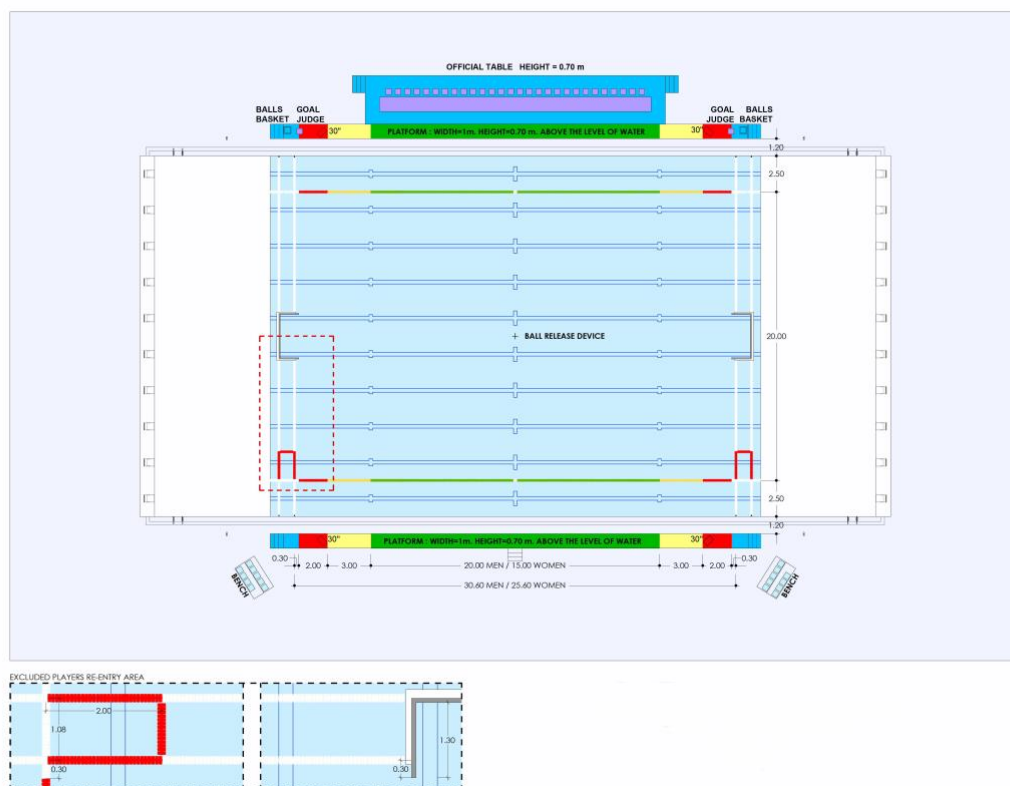 OFFICIAL TABLE HEIGHT = 0.70 m
BALLS BASKET
GOAL JUDGE
GOAL JUDGE
BALLS BASKET
30"
PLATFORM : WIDTH=1m. HEIGHT=0.70 m. ABOVE THE LEVEL OF WATER
30"
1.20
2.50
BALL RELEASE DEVICE
20.00
2.50
1.20
30"
PLATFORM : WIDTH=1m. HEIGHT=0.70 m. ABOVE THE LEVEL OF WATER
30"
0.30
2.00
3.00
20.00 MEN / 15.00 WOMEN
3.00
2.00
0.30
BENCH
30.60 MEN / 25.60 WOMEN
BENCH
EXCLUDED PLAYERS RE-ENTRY AREA
2.00
1.08
0.30
1.30
0.30